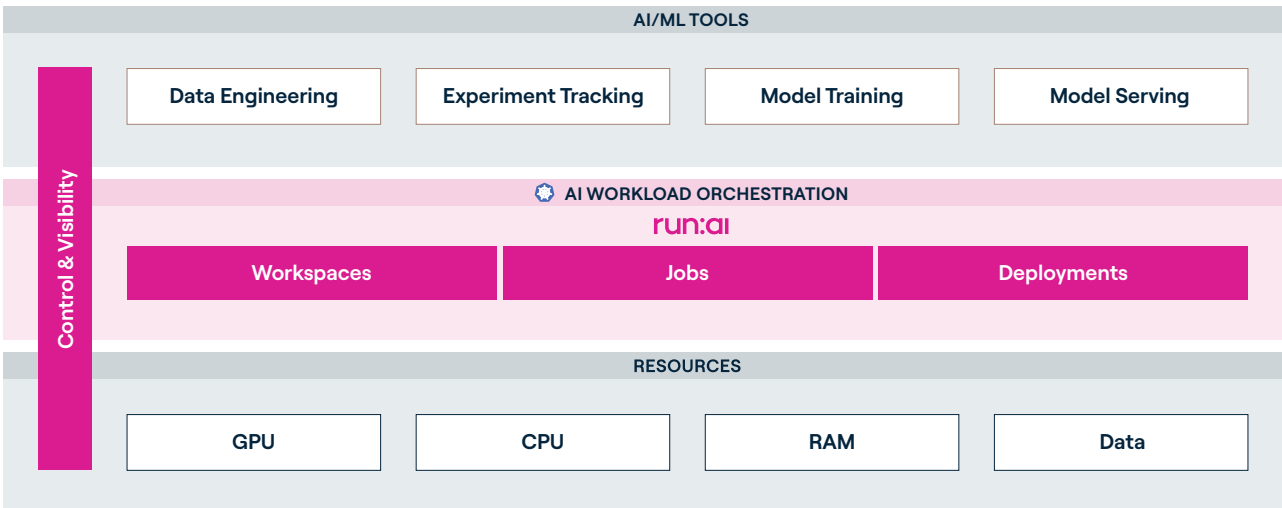 AI/ML TOOLS
Data Engineering
Experiment Tracking
Model Training
Model Serving
Control & Visibility
AI WORKLOAD ORCHESTRATION
run:ai
Workspaces
Jobs
Deployments
RESOURCES
GPU
CPU
RAM
Data